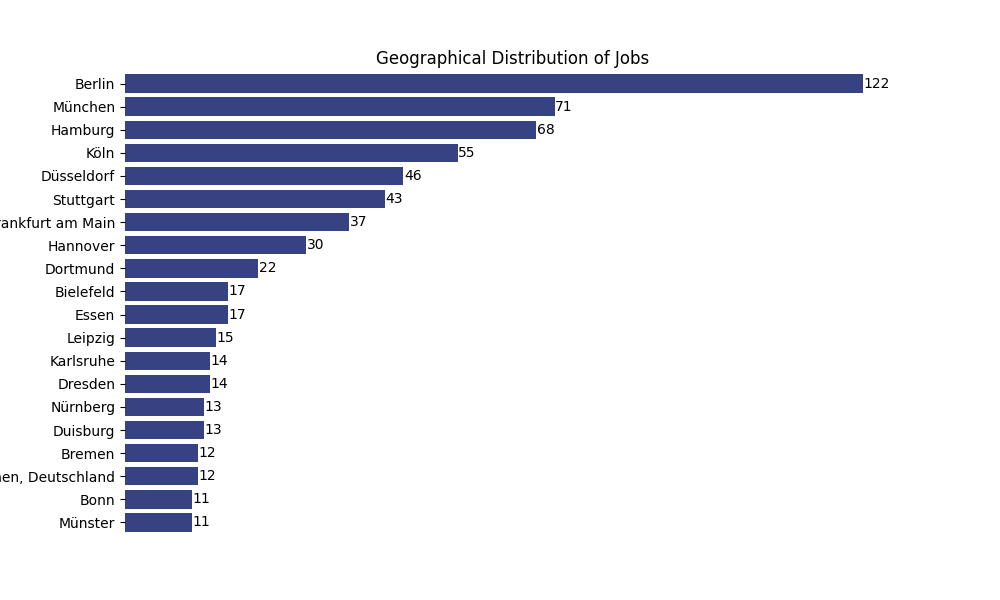 Geographical Distribution of Jobs
Berlin 122
München 71
Hamburg 68
Köln 55
Düsseldorf 46
Stuttgart 43
rankfurt am Main 37
Hannover 30
Dortmund 22
Bielefeld 17
Essen 17
Leipzig 15
Karlsruhe 14
Dresden 14
Nürnberg 13
Duisburg 13
Bremen 12
en, Deutschland 12
Bonn 11
Münster 11